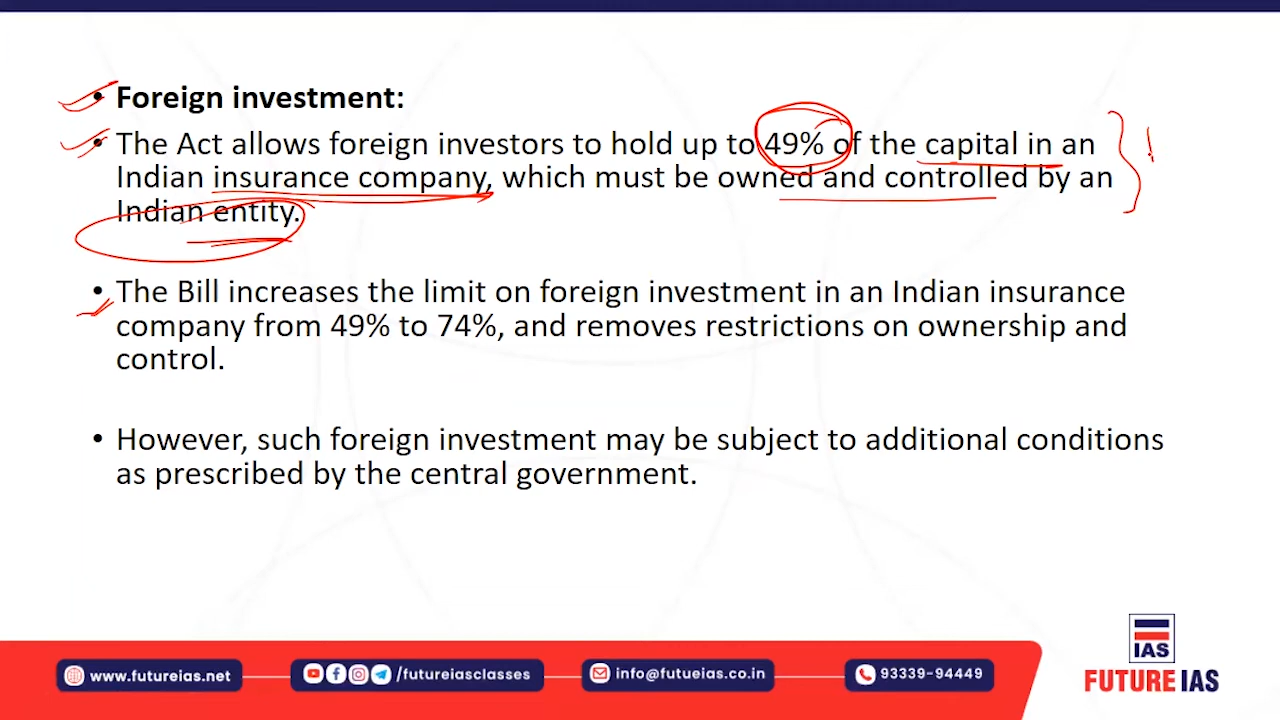 • Foreign investment:
• The Act allows foreign investors to hold up to 49% of the capital in an
Indian insurance company, which must be owned and controlled by an
Indian entity.
• The Bill increases the limit on foreign investment in an Indian insurance
company from 49% to 74%, and removes restrictions on ownership and
control.
• However, such foreign investment may be subject to additional conditions
as prescribed by the central government.
IAS
FUTURE IAS
www.futureias.net
/futureiasclasses
info@futueias.co.in
93339-94449